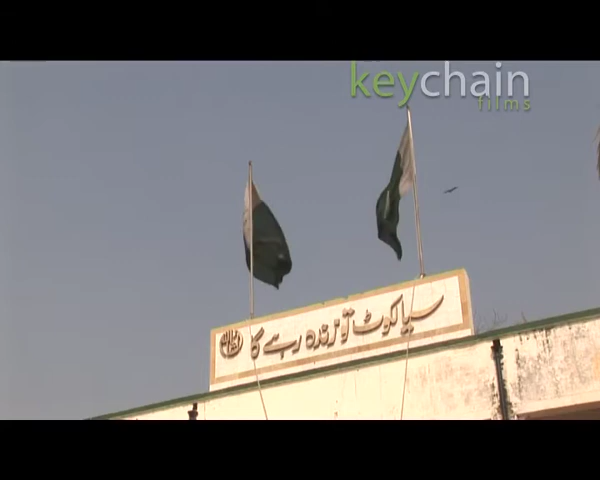 keychain
films
سیالکوٹ تو زندہ رہے گا